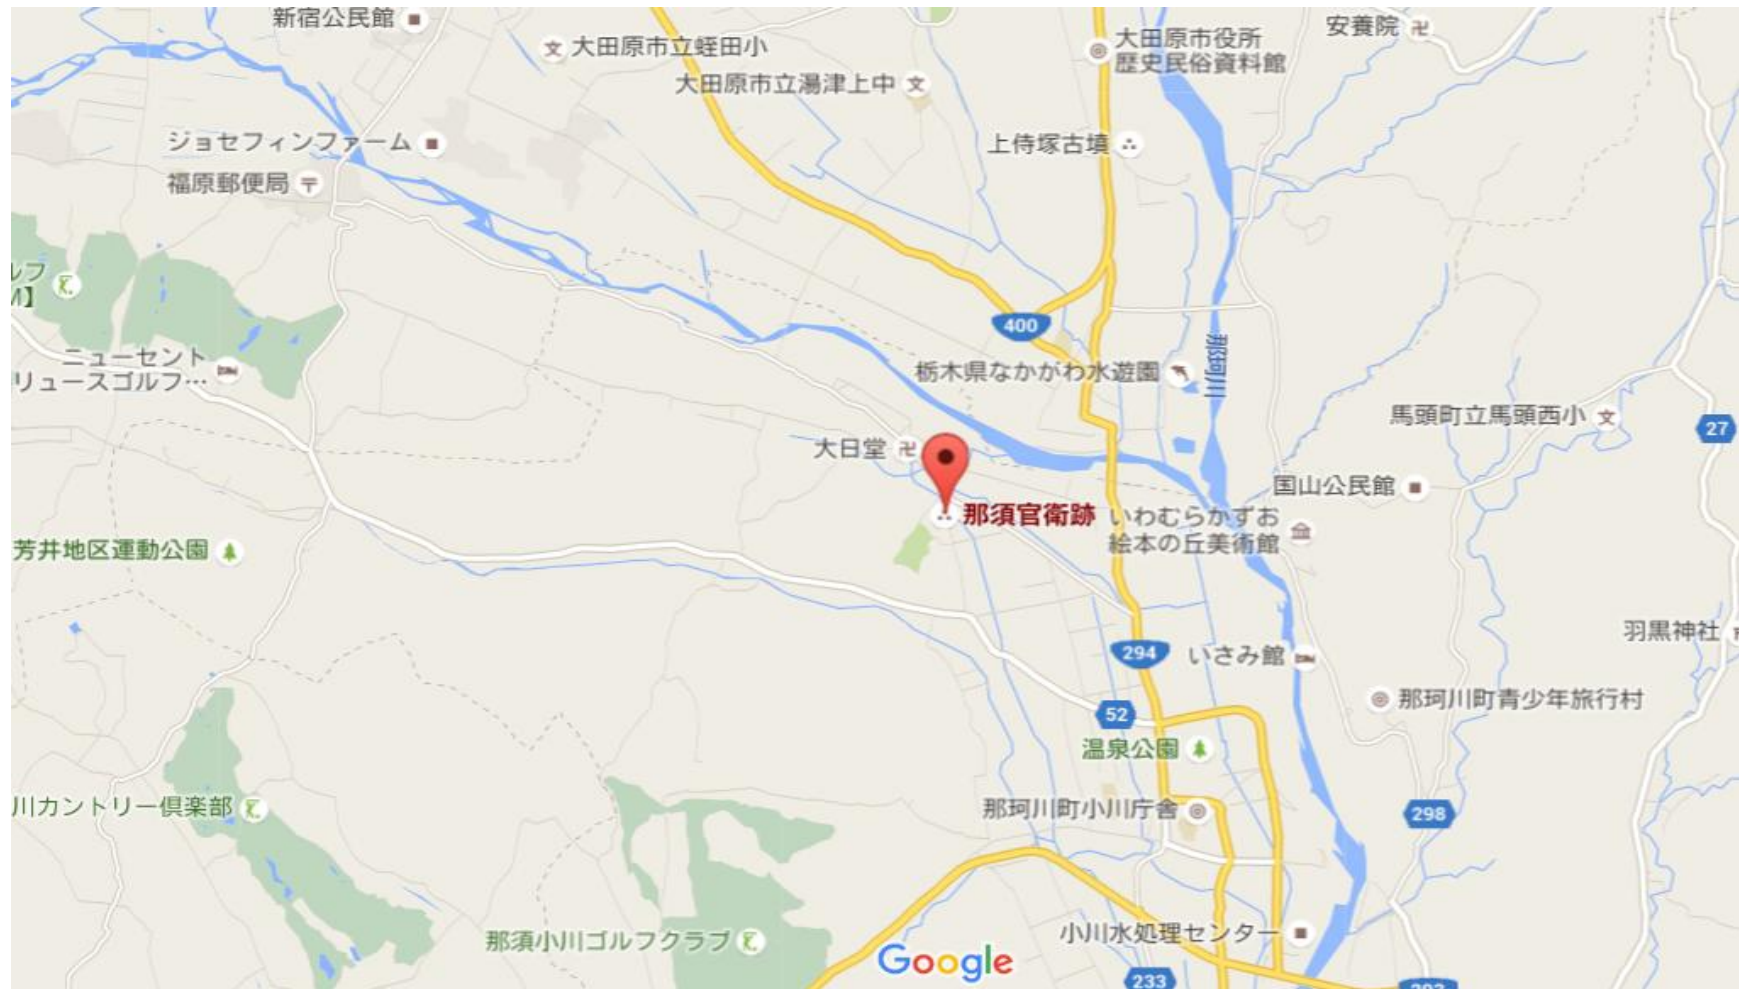 新宿公民館
大田原市立蛭田小
大田原市役所
歴史民俗資料館
安養院
大田原市立湯津上中
ジョセフィンファーム
上侍塚古墳
福原郵便局
ルフ
400
ニューセント
リュースゴルフ…
栃木県なかがわ水遊園
那珂川
馬頭町立馬頭西小
27
大日堂
国山公民館
那須官衙跡
いわむらかずお
絵本の丘美術館
芳井地区運動公園
羽黒神社
294
いさみ館
那珂川町青少年旅行村
52
温泉公園
川カントリー倶楽部
那珂川町小川庁舎
298
那須小川ゴルフクラブ
小川水処理センター
Google
233
293